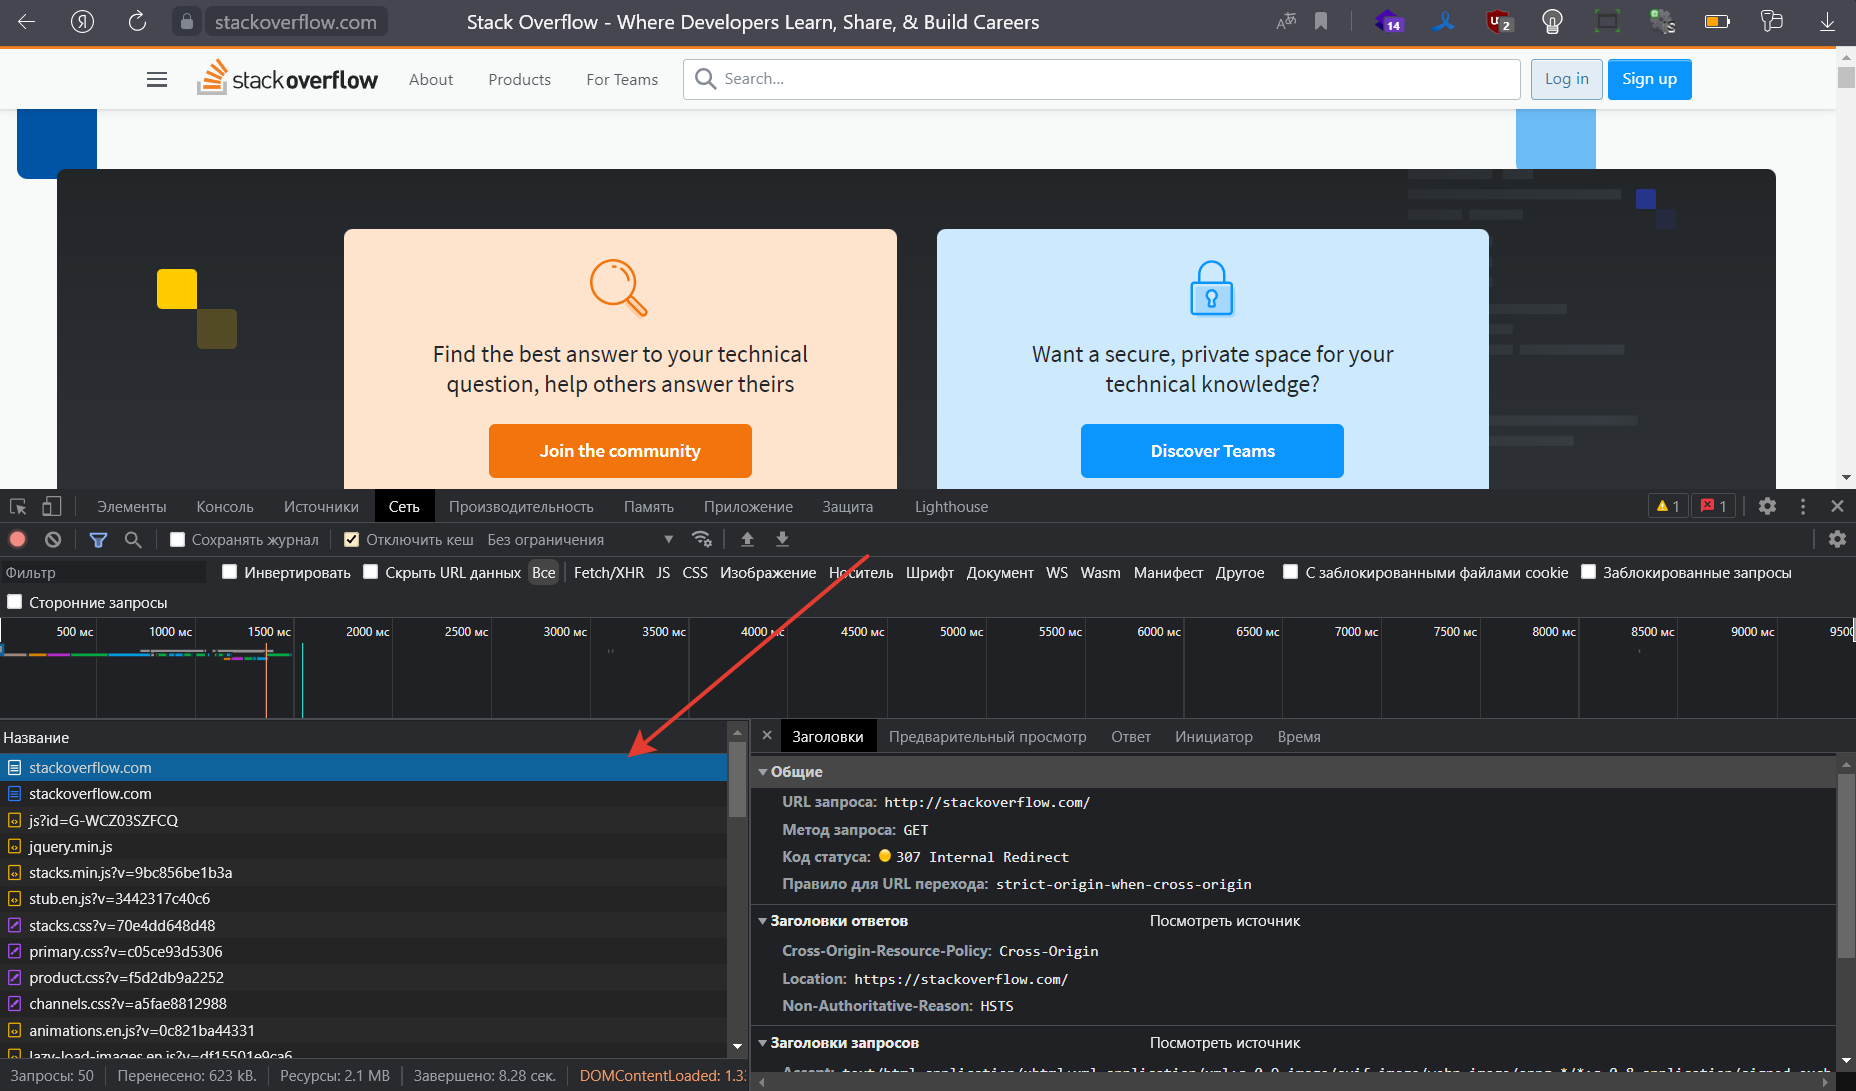 stackoverflow.com
Stack Overflow - Where Developers Learn, Share, & Build Careers
14
2
stackoverflow
About
Products
For Teams
Search...
Log in
Sign up
Find the best answer to your technical
question, help others answer theirs
Join the community
Want a secure, private space for your
technical knowledge?
Discover Teams
Элементы Консоль Источники Сеть Производительность Память Приложение Защита Lighthouse 1 1
Сохранять журнал Отключить кеш Без ограничения
Фильтр Инвертировать Скрыть URL данных Все Fetch/XHR JS CSS Изображение Носитель Шрифт Документ WS Wasm Манифест Другое С заблокированными файлами cookie Заблокированные запросы
Сторонние запросы
500 мс 1000 мс 1500 мс 2000 мс 2500 мс 3000 мс 3500 мс 4000 мс 4500 мс 5000 мс 5500 мс 6000 мс 6500 мс 7000 мс 7500 мс 8000 мс 8500 мс 9000 мс 9500
Название
stackoverflow.com
stackoverflow.com
js?id=G-WCZ03SZFCQ
jquery.min.js
stacks.min.js?v=9bc856be1b3a
stub.en.js?v=3442317c40c6
stacks.css?v=70e4dd648d48
primary.css?v=c05ce93d5306
product.css?v=f5d2db9a2252
channels.css?v=a5fae8812988
animations.en.js?v=0c821ba44331
lazy-load-images.en.js?v=df15501e9ca6
Запросы: 50 Перенесено: 623 kB. Ресурсы: 2.1 MB Завершено: 8.28 сек. DOMContentLoaded: 1.3
Заголовки Предварительный просмотр Ответ Инициатор Время
Общие
URL запроса: http://stackoverflow.com/
Метод запроса: GET
Код статуса: 307 Internal Redirect
Правило для URL перехода: strict-origin-when-cross-origin
Заголовки ответов Посмотреть источник
Cross-Origin-Resource-Policy: Cross-Origin
Location: https://stackoverflow.com/
Non-Authoritative-Reason: HSTS
Заголовки запросов Посмотреть источник